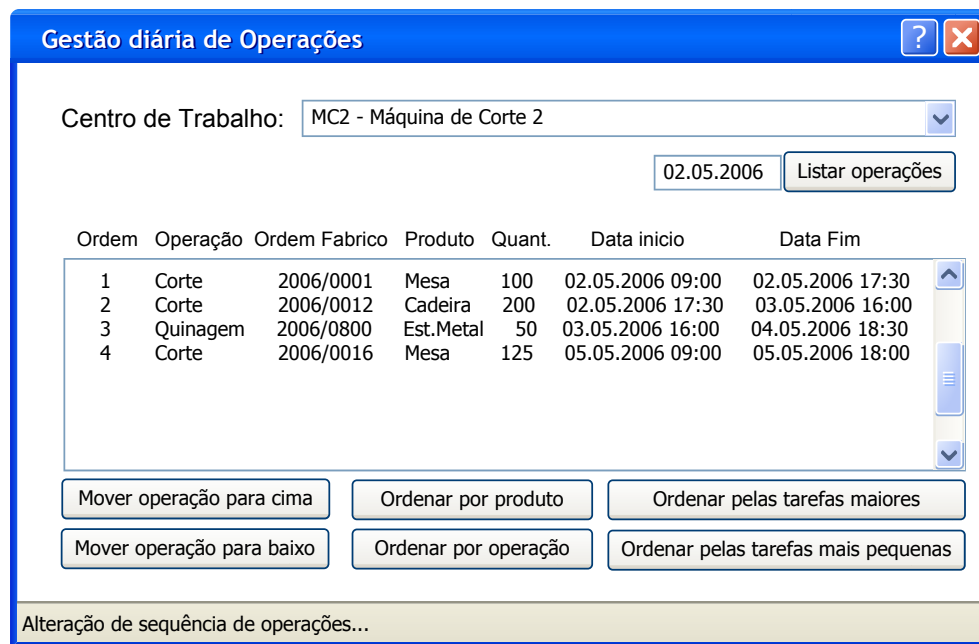 Gestão diária de Operações
?
Centro de Trabalho: MC2 - Máquina de Corte 2
02.05.2006 Listar operações
Ordem Operação Ordem Fabrico Produto Quant. Data inicio Data Fim
1 Corte 2006/0001 Mesa 100 02.05.2006 09:00 02.05.2006 17:30
2 Corte 2006/0012 Cadeira 200 02.05.2006 17:30 03.05.2006 16:00
3 Quinagem 2006/0800 Est.Metal 50 03.05.2006 16:00 04.05.2006 18:30
4 Corte 2006/0016 Mesa 125 05.05.2006 09:00 05.05.2006 18:00
Mover operação para cima Ordenar por produto Ordenar pelas tarefas maiores
Mover operação para baixo Ordenar por operação Ordenar pelas tarefas mais pequenas
Alteração de sequência de operações...